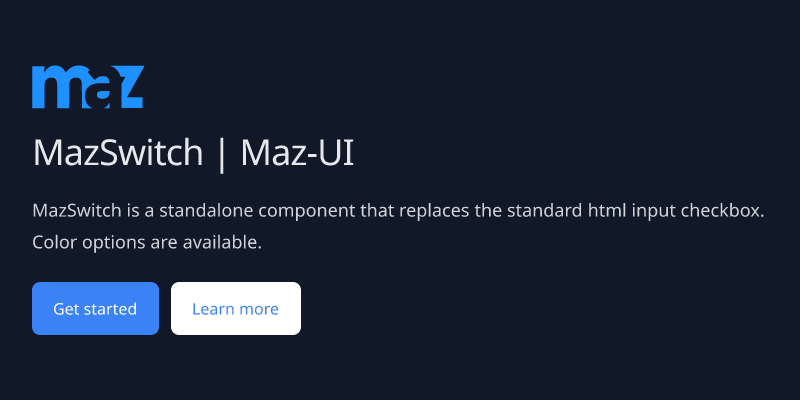 maz
MazSwitch | Maz-UI
MazSwitch is a standalone component that replaces the standard html input checkbox.
Color options are available.
Get started
Learn more